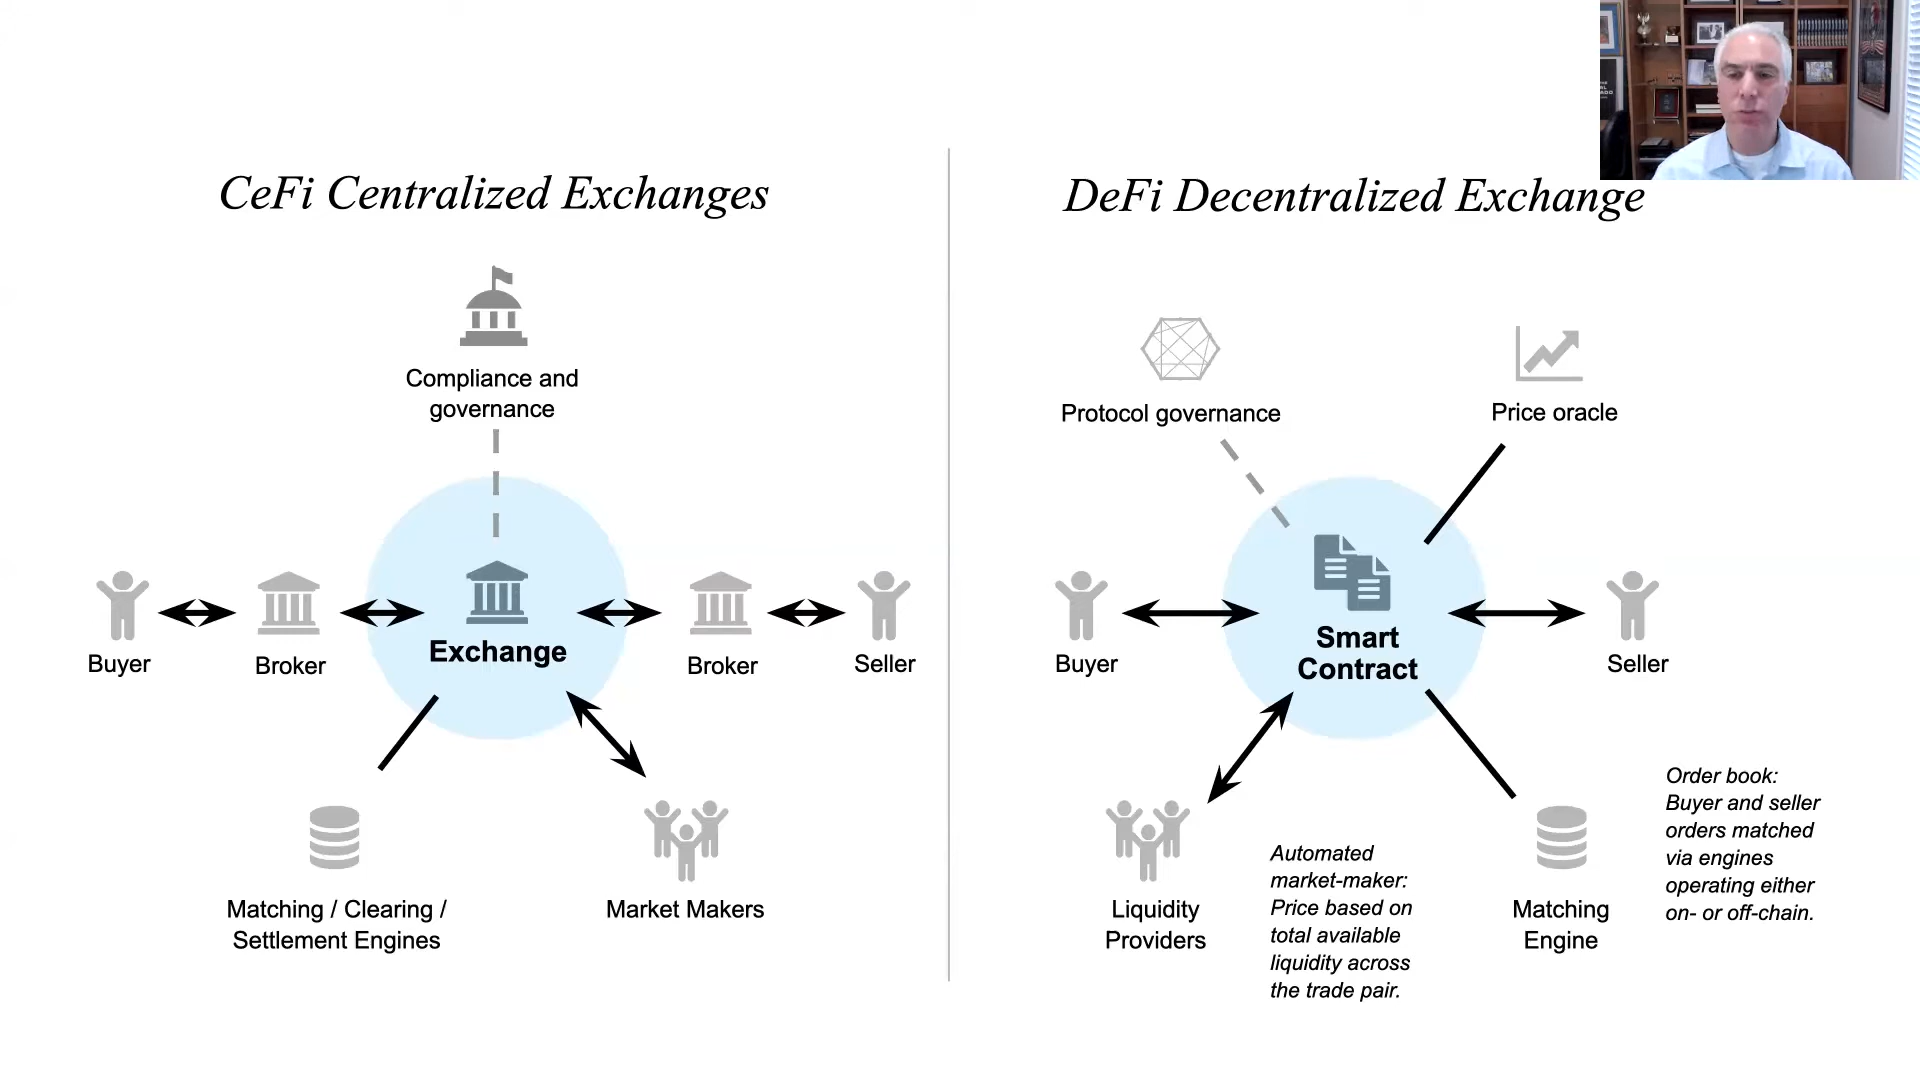 CeFi Centralized Exchanges
Compliance and
governance
Buyer
Broker
Exchange
Broker
Seller
Matching / Clearing /
Settlement Engines
Market Makers
DeFi Decentralized Exchange
Protocol governance
Price oracle
Buyer
Smart
Contract
Seller
Liquidity
Providers
Automated
market-maker:
Price based on
total available
liquidity across
the trade pair.
Matching
Engine
Order book:
Buyer and seller
orders matched
via engines
operating either
on- or off-chain.